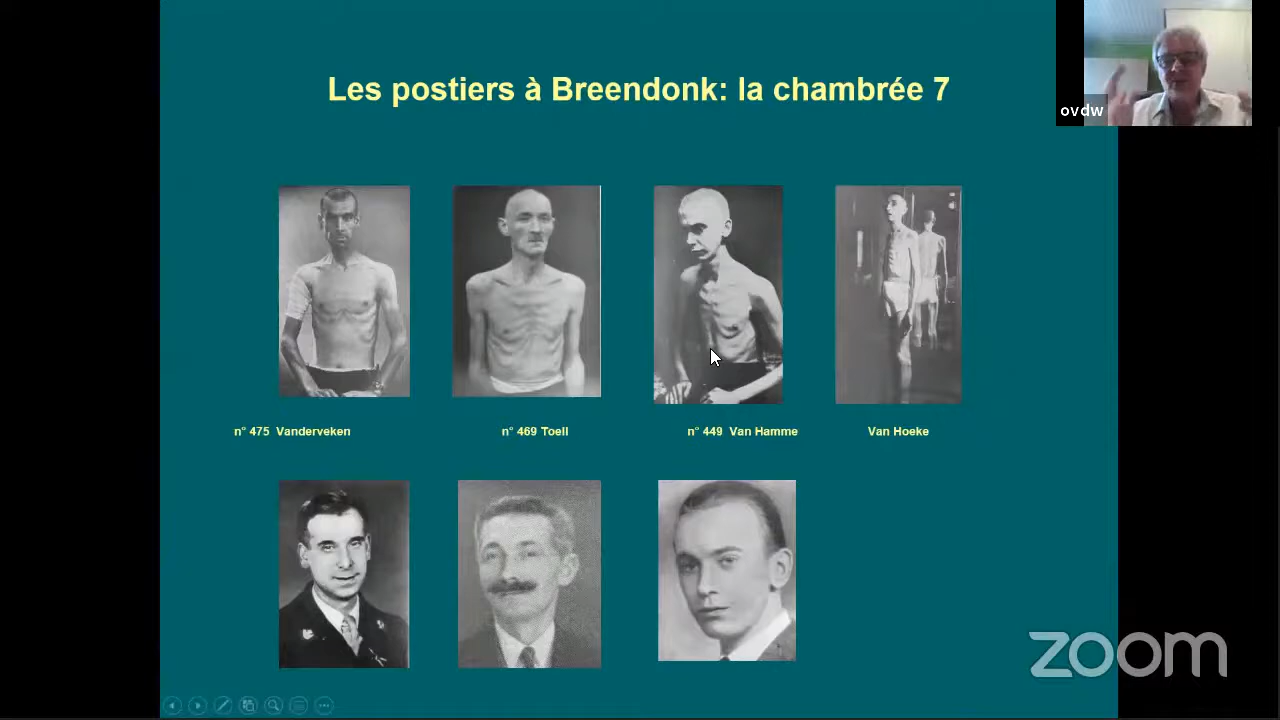 Les postiers à Breendonk: la chambrée 7
ovdw
n° 475 Vanderveken
n° 469 Toell
n° 449 Van Hamme
Van Hoeke
zoom